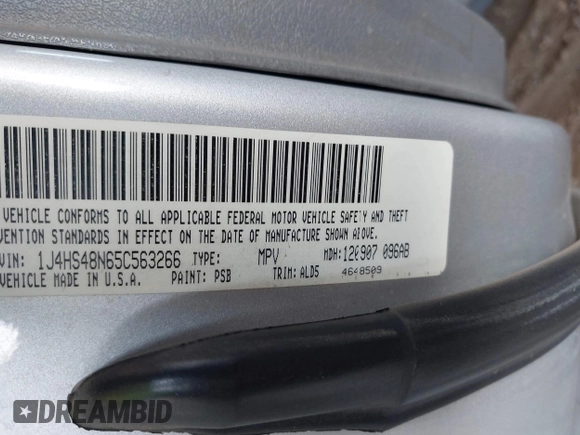 VEHICLE CONFORMS TO ALL APPLICABLE FEDERAL MOTOR VEHICLE SAFETY AND THEFT
VENTION STANDARDS IN EFFECT ON THE DATE OF MANUFACTURE SHOWN ABOVE.
VIN: 1J4HS48N65C563266 TYPE: MPV MDH: 120907 096AB
VEHICLE MADE IN U.S.A. PAINT: PSB TRIM: ALD5 4648509
DREAMBID